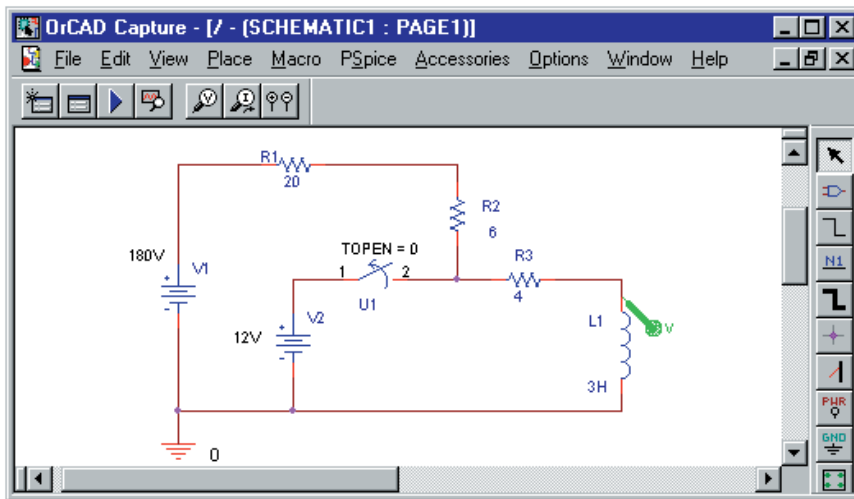 OrCAD Capture - [/ - (SCHEMATIC1 : PAGE1)]
File Edit View Place Macro PSpice Accessories Options Window Help
V I
R1
20
R2
6
180V V1
TOPEN = 0
1 2
U1
R3
4
12V V2
L1
V
3H
0
N1
PWR
GND